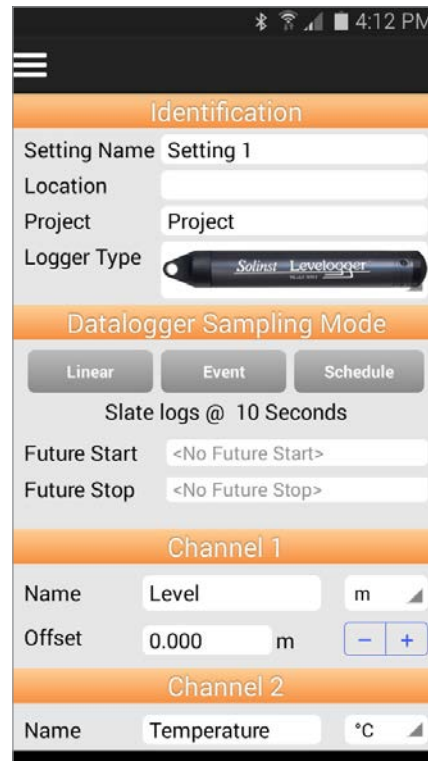 4:12 PM
Identification
Setting Name Setting 1
Location
Project Project
Logger Type Solinst Levelogger
Datalogger Sampling Mode
Linear Event Schedule
Slate logs @ 10 Seconds
Future Start <No Future Start>
Future Stop <No Future Stop>
Channel 1
Name Level m
Offset 0.000 m - +
Channel 2
Name Temperature °C